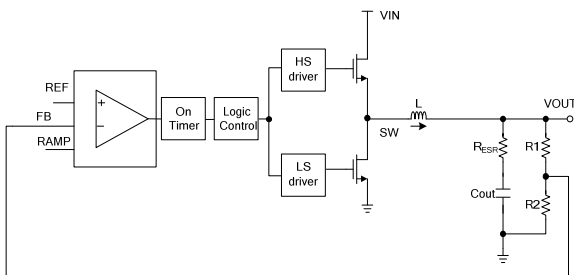 VIN
HS
driver
REF
+
FB
−
RAMP
On
Timer
Logic
Control
L
VOUT
SW
RESR
R1
LS
driver
Cout
R2